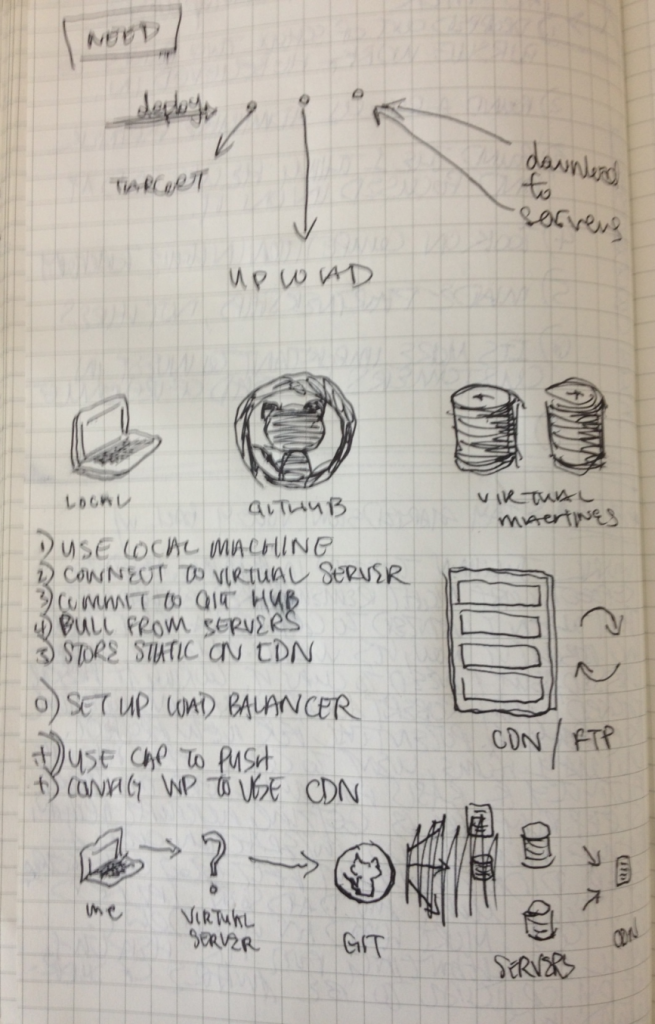 NEED
deploy
TARGET
download
to
servers
UPLOAD
LOCAL
GITHUB
VIRTUAL
MACHINES
1) USE LOCAL MACHINE
2) CONNECT TO VIRTUAL SERVER
3) COMMIT TO GIT HUB
4) PULL FROM SERVERS
5) STORE STATIC ON CDN
0) SET UP LOAD BALANCER
+) USE CAP TO PUSH
+) CONFIG WP TO USE CDN
CDN / FTP
me
?
VIRTUAL
SERVER
GIT
SERVERS
CDN